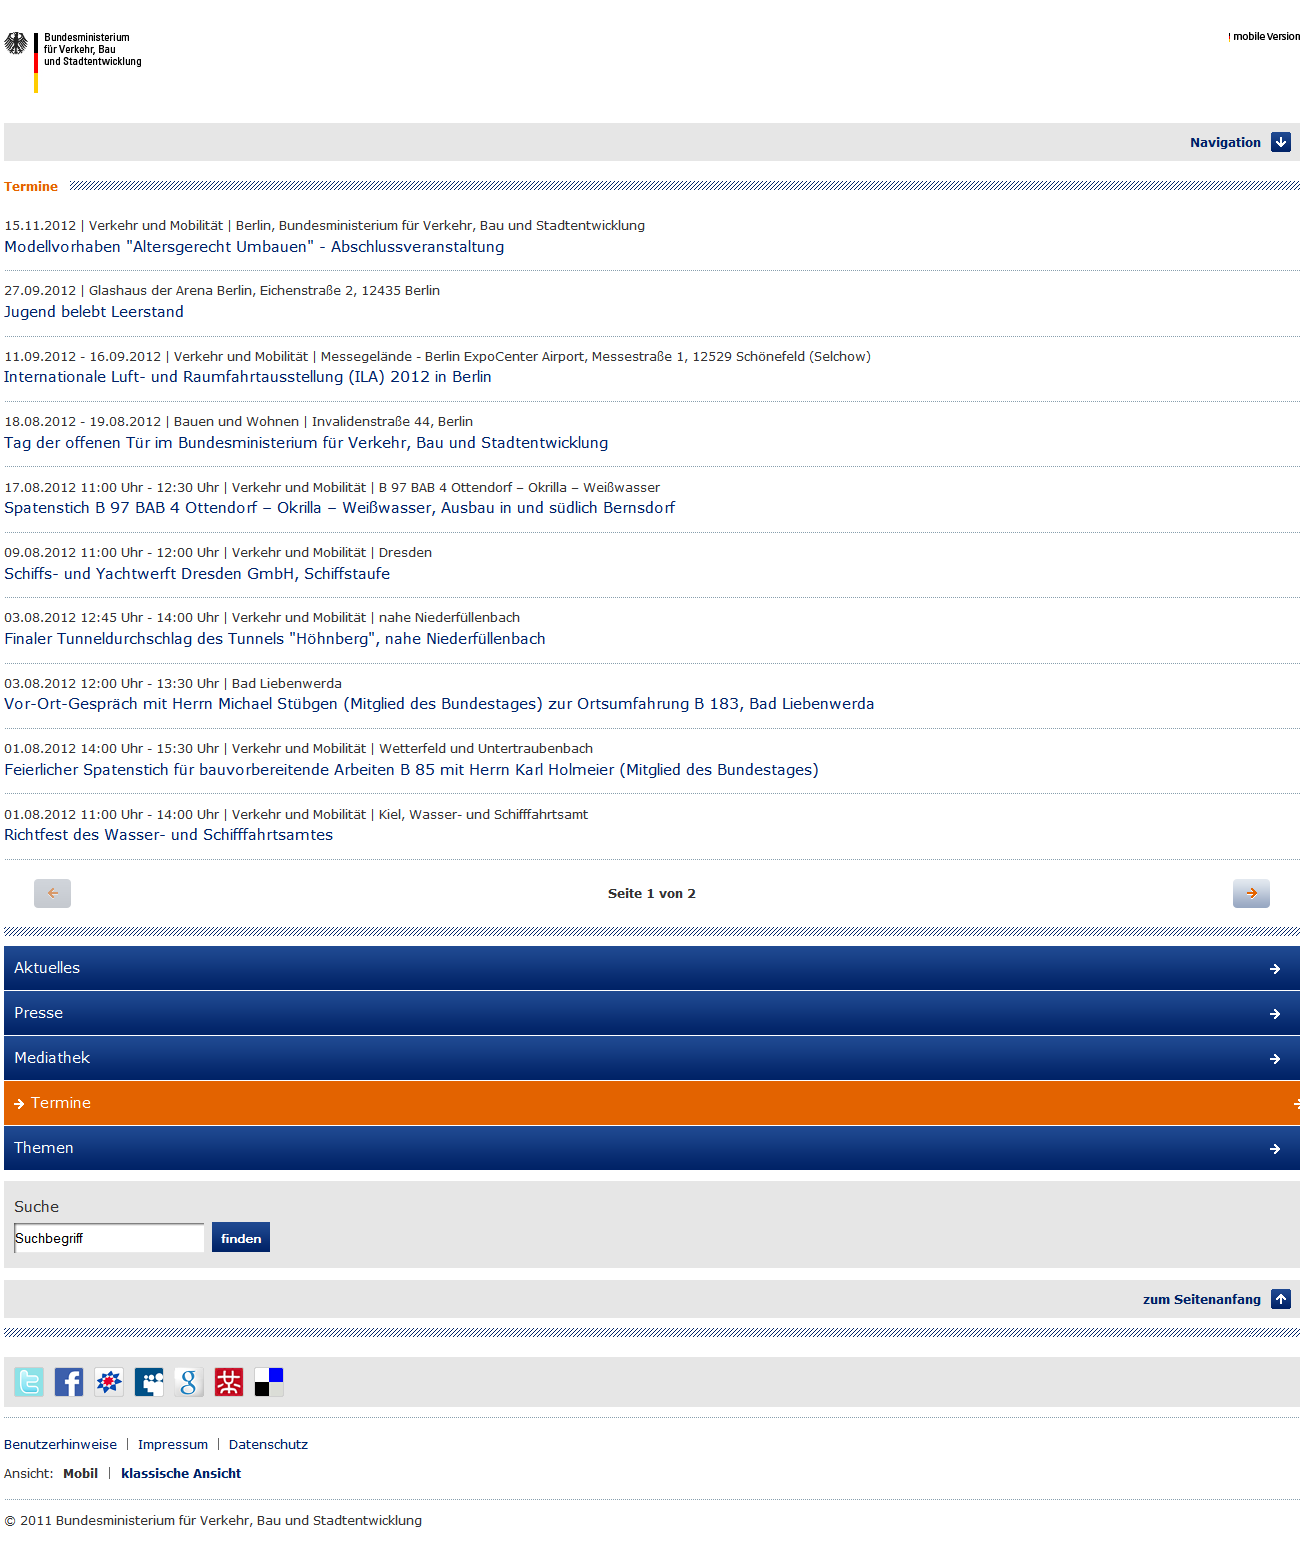 Bundesministerium
für Verkehr, Bau
und Stadtentwicklung
| mobile Version
Navigation
Termine
15.11.2012 | Verkehr und Mobilität | Berlin, Bundesministerium für Verkehr, Bau und Stadtentwicklung
Modellvorhaben "Altersgerecht Umbauen" - Abschlussveranstaltung
27.09.2012 | Glashaus der Arena Berlin, Eichenstraße 2, 12435 Berlin
Jugend belebt Leerstand
11.09.2012 - 16.09.2012 | Verkehr und Mobilität | Messegelände - Berlin ExpoCenter Airport, Messestraße 1, 12529 Schönefeld (Selchow)
Internationale Luft- und Raumfahrtausstellung (ILA) 2012 in Berlin
18.08.2012 - 19.08.2012 | Bauen und Wohnen | Invalidenstraße 44, Berlin
Tag der offenen Tür im Bundesministerium für Verkehr, Bau und Stadtentwicklung
17.08.2012 11:00 Uhr - 12:30 Uhr | Verkehr und Mobilität | B 97 BAB 4 Ottendorf – Okrilla – Weißwasser
Spatenstich B 97 BAB 4 Ottendorf – Okrilla – Weißwasser, Ausbau in und südlich Bernsdorf
09.08.2012 11:00 Uhr - 12:00 Uhr | Verkehr und Mobilität | Dresden
Schiffs- und Yachtwerft Dresden GmbH, Schiffstaufe
03.08.2012 12:45 Uhr - 14:00 Uhr | Verkehr und Mobilität | nahe Niederfüllenbach
Finaler Tunneldurchschlag des Tunnels "Höhnberg", nahe Niederfüllenbach
03.08.2012 12:00 Uhr - 13:30 Uhr | Bad Liebenwerda
Vor-Ort-Gespräch mit Herrn Michael Stübgen (Mitglied des Bundestages) zur Ortsumfahrung B 183, Bad Liebenwerda
01.08.2012 14:00 Uhr - 15:30 Uhr | Verkehr und Mobilität | Wetterfeld und Untertraubenbach
Feierlicher Spatenstich für bauvorbereitende Arbeiten B 85 mit Herrn Karl Holmeier (Mitglied des Bundestages)
01.08.2012 11:00 Uhr - 14:00 Uhr | Verkehr und Mobilität | Kiel, Wasser- und Schifffahrtsamt
Richtfest des Wasser- und Schifffahrtsamtes
Seite 1 von 2
Aktuelles
Presse
Mediathek
Termine
Themen
Suche
Suchbegriff finden
zum Seitenanfang
Benutzerhinweise | Impressum | Datenschutz
Ansicht: Mobil | klassische Ansicht
© 2011 Bundesministerium für Verkehr, Bau und Stadtentwicklung